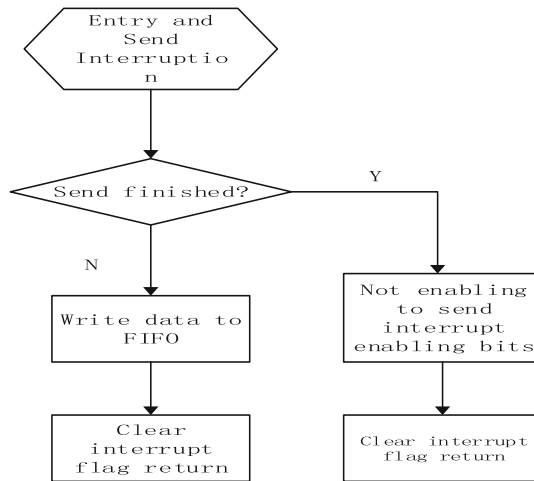 Entry and
Send
Interruptio
n
Send finished?
Y
N
Write data to
FIFO
Not enabling
to send
interrupt
enabling bits
Clear
interrupt
flag return
Clear interrupt
flag return